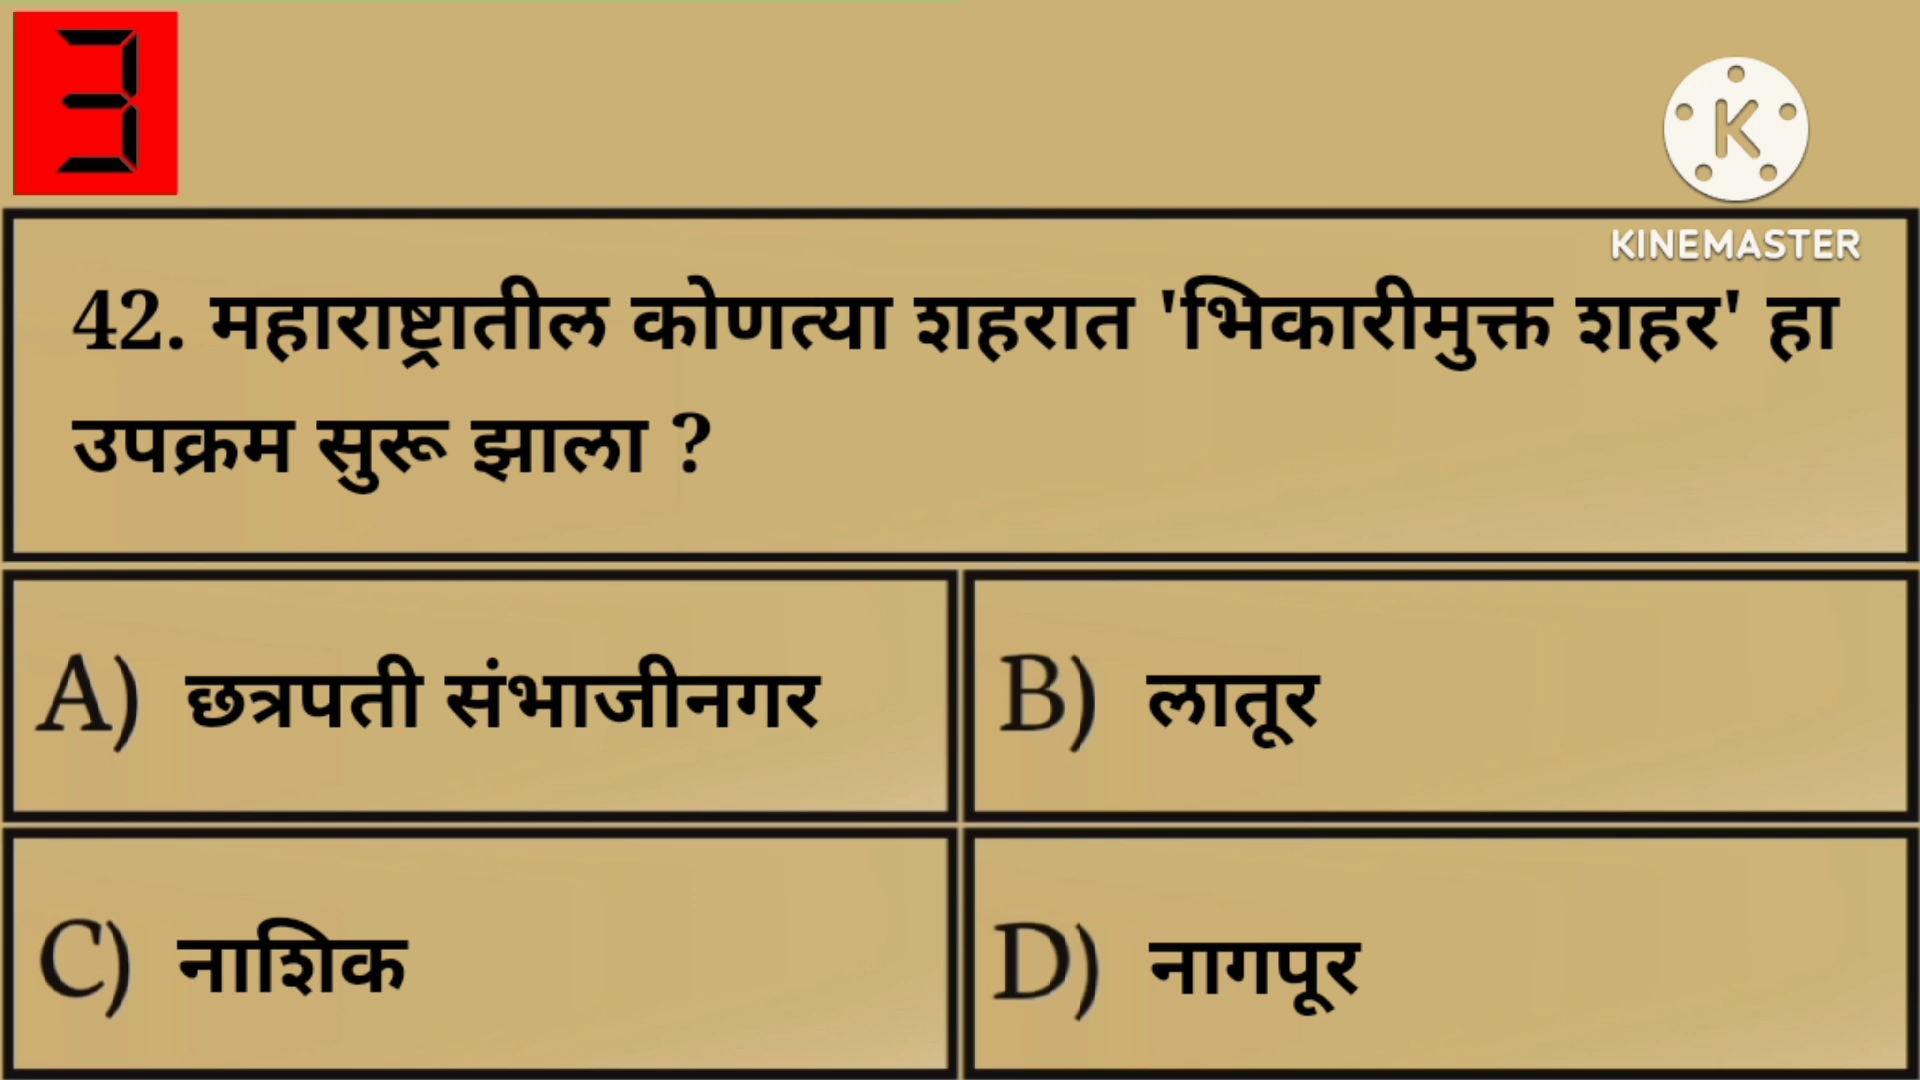 3
K
KINEMASTER
42. महाराष्ट्रातील कोणत्या शहरात 'भिकारीमुक्त शहर' हा
उपक्रम सुरू झाला ?
A) छत्रपती संभाजीनगर
B) लातूर
C) नाशिक
D) नागपूर